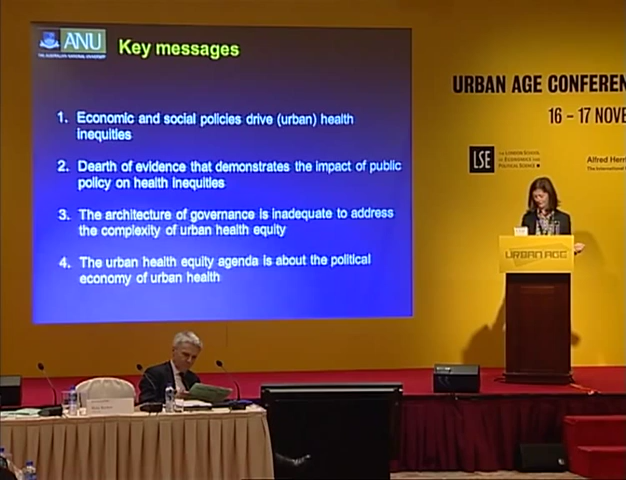 ANU
THE AUSTRALIAN NATIONAL UNIVERSITY
Key messages
1. Economic and social policies drive (urban) health
inequities
2. Dearth of evidence that demonstrates the impact of public
policy on health inequities
3. The architecture of governance is inadequate to address
the complexity of urban health equity
4. The urban health equity agenda is about the political
economy of urban health
URBAN AGE CONFEREN
16 – 17 NOVE
LSE
THE LONDON SCHOOL
OF ECONOMICS AND
POLITICAL SCIENCE
Alfred Herr
The International
URBAN AGE